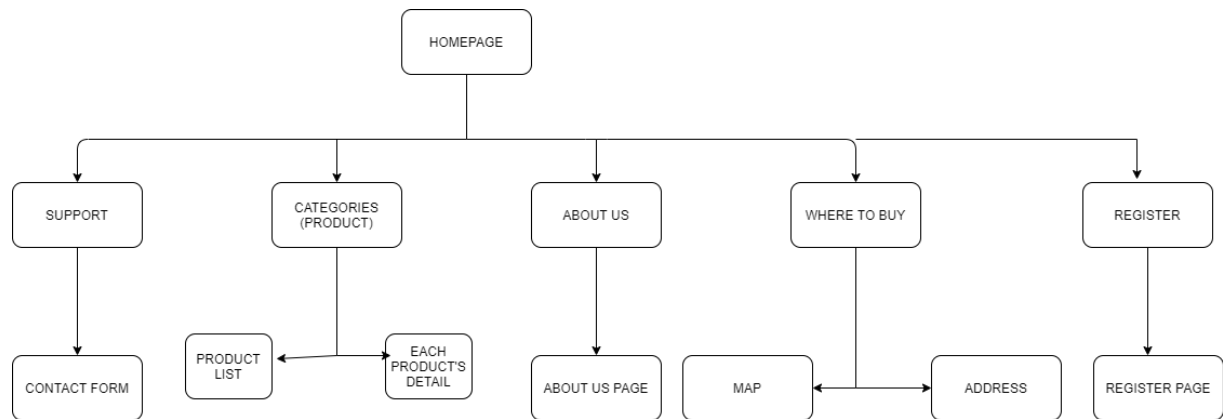 HOMEPAGE
SUPPORT
CATEGORIES
(PRODUCT)
ABOUT US
WHERE TO BUY
REGISTER
CONTACT FORM
PRODUCT
LIST
EACH
PRODUCT'S
DETAIL
ABOUT US PAGE
MAP
ADDRESS
REGISTER PAGE